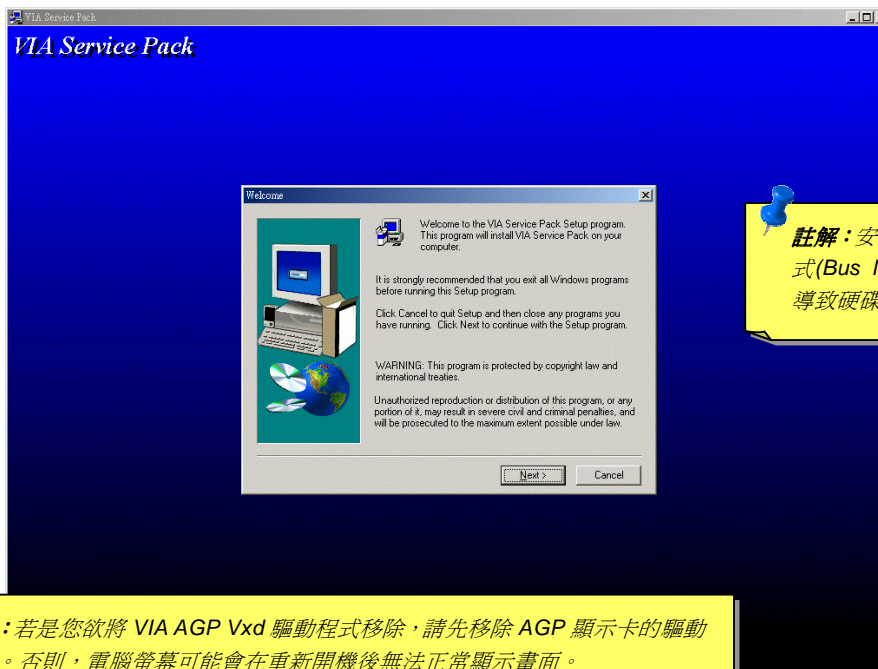 VIA Service Pack
VIA Service Pack
Welcome
Welcome to the VIA Service Pack Setup program.
This program will install VIA Service Pack on your
computer.
It is strongly recommended that you exit all Windows programs
before running this Setup program.
Click Cancel to quit Setup and then close any programs you
have running. Click Next to continue with the Setup program.
WARNING: This program is protected by copyright law and
international treaties.
Unauthorized reproduction or distribution of this program, or any
portion of it, may result in severe civil and criminal penalties, and
will be prosecuted to the maximum extent possible under law.
Next >
Cancel
註解：安
式(Bus
導致硬碟
：若是您欲將 VIA AGP Vxd 驅動程式移除，請先移除 AGP 顯示卡的驅動
。否則，電腦螢幕可能會在重新開機後無法正常顯示畫面。